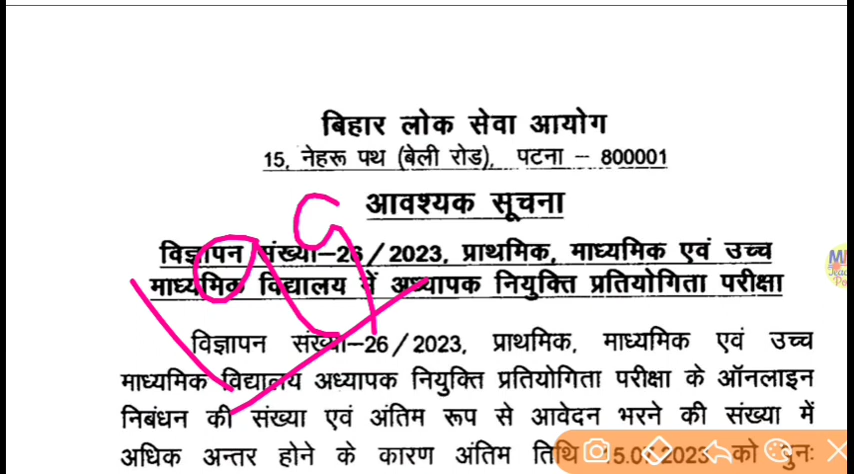 बिहार लोक सेवा आयोग
15, नेहरू पथ (बेली रोड), पटना – 800001
आवश्यक सूचना
विज्ञापन संख्या–26/2023, प्राथमिक, माध्यमिक एवं उच्च
माध्यमिक विद्यालय में अध्यापक नियुक्ति प्रतियोगिता परीक्षा
विज्ञापन संख्या–26/2023, प्राथमिक, माध्यमिक एवं उच्च
माध्यमिक विद्यालय अध्यापक नियुक्ति प्रतियोगिता परीक्षा के ऑनलाइन
निबंधन की संख्या एवं अंतिम रूप से आवेदन भरने की संख्या में
अधिक अन्तर होने के कारण अंतिम तिथि 2023 को पुनः